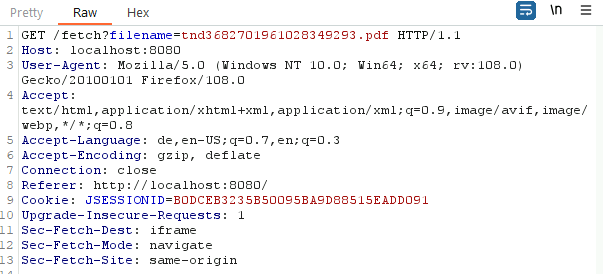 Pretty Raw Hex \n
1 GET /fetch?filename=tnd3682701961028349293.pdf HTTP/1.1
2 Host: localhost:8080
3 User-Agent: Mozilla/5.0 (Windows NT 10.0; Win64; x64; rv:108.0)
Gecko/20100101 Firefox/108.0
4 Accept:
text/html,application/xhtml+xml,application/xml;q=0.9,image/avif,image/
webp,*/*;q=0.8
5 Accept-Language: de,en-US;q=0.7,en;q=0.3
6 Accept-Encoding: gzip, deflate
7 Connection: close
8 Referer: http://localhost:8080/
9 Cookie: JSESSIONID=B0DCEB3235B50095BA9D88515EADD091
10 Upgrade-Insecure-Requests: 1
11 Sec-Fetch-Dest: iframe
12 Sec-Fetch-Mode: navigate
13 Sec-Fetch-Site: same-origin